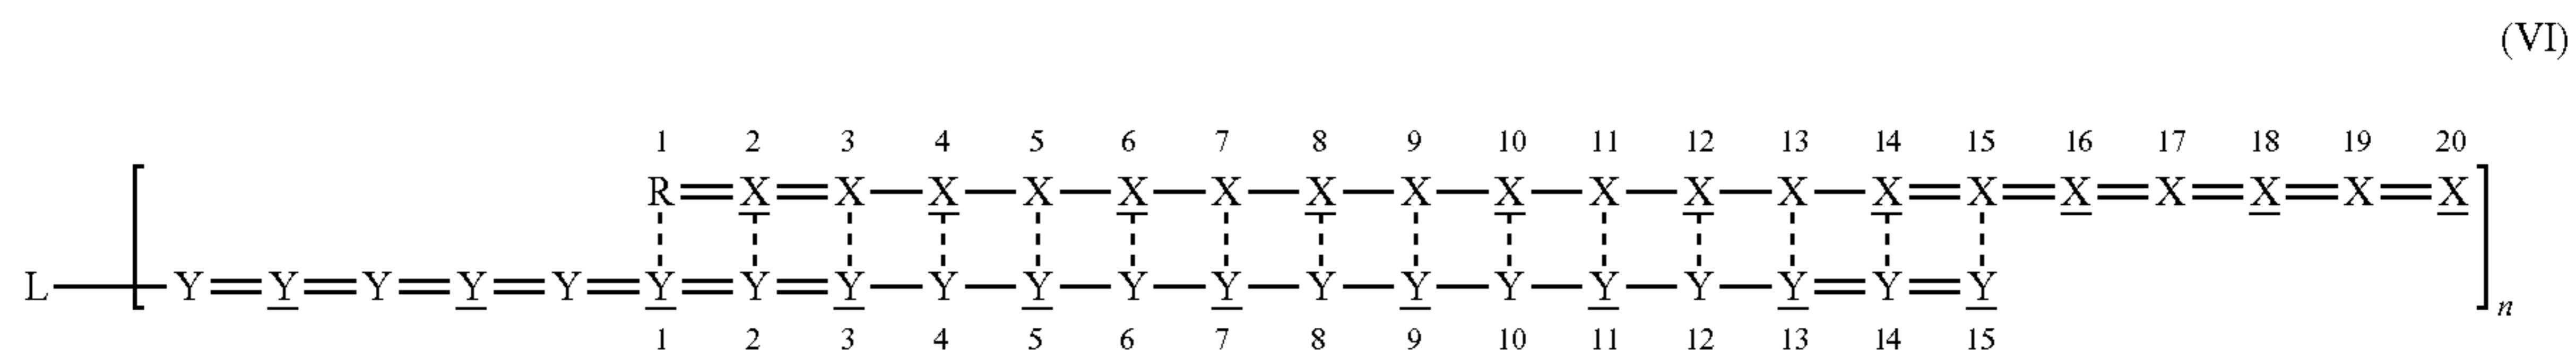 (VI)
1 2 3 4 5 6 7 8 9 10 11 12 13 14 15 16 17 18 19 20
R=X=X—X—X—X—X—X—X—X—X—X—X—X=X=X=X=X=X=X
L—[Y=Y=Y=Y=Y=Y=Y=Y—Y—Y—Y—Y—Y—Y—Y—Y—Y—Y=Y=Y]n
1 2 3 4 5 6 7 8 9 10 11 12 13 14 15